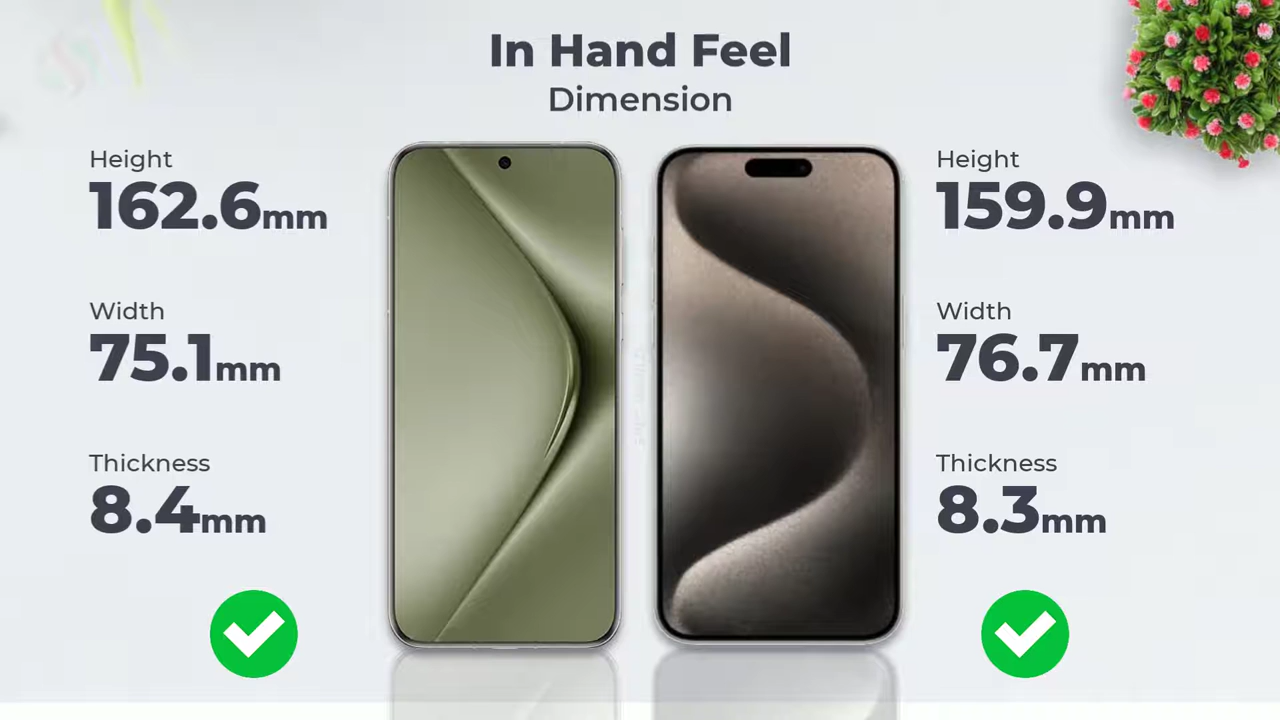 In Hand Feel
Dimension
Height
162.6mm
Width
75.1mm
Thickness
8.4mm
Height
159.9mm
Width
76.7mm
Thickness
8.3mm